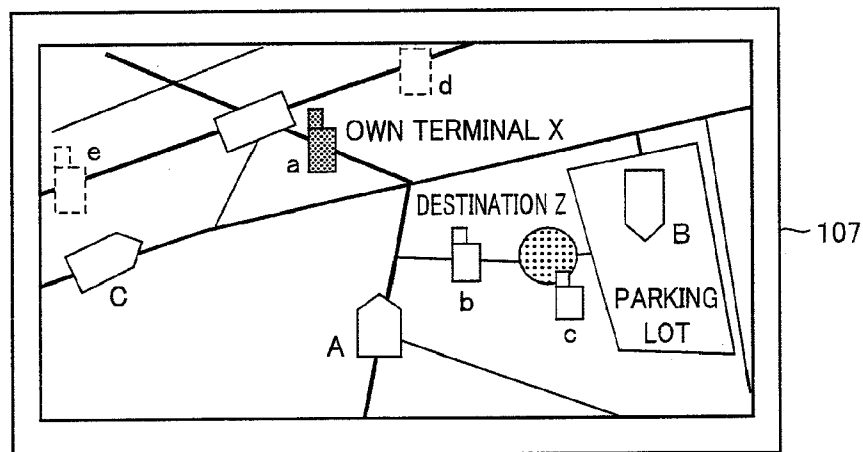 d
e
a
OWN TERMINAL X
DESTINATION Z
B
107
C
b
PARKING
LOT
c
A